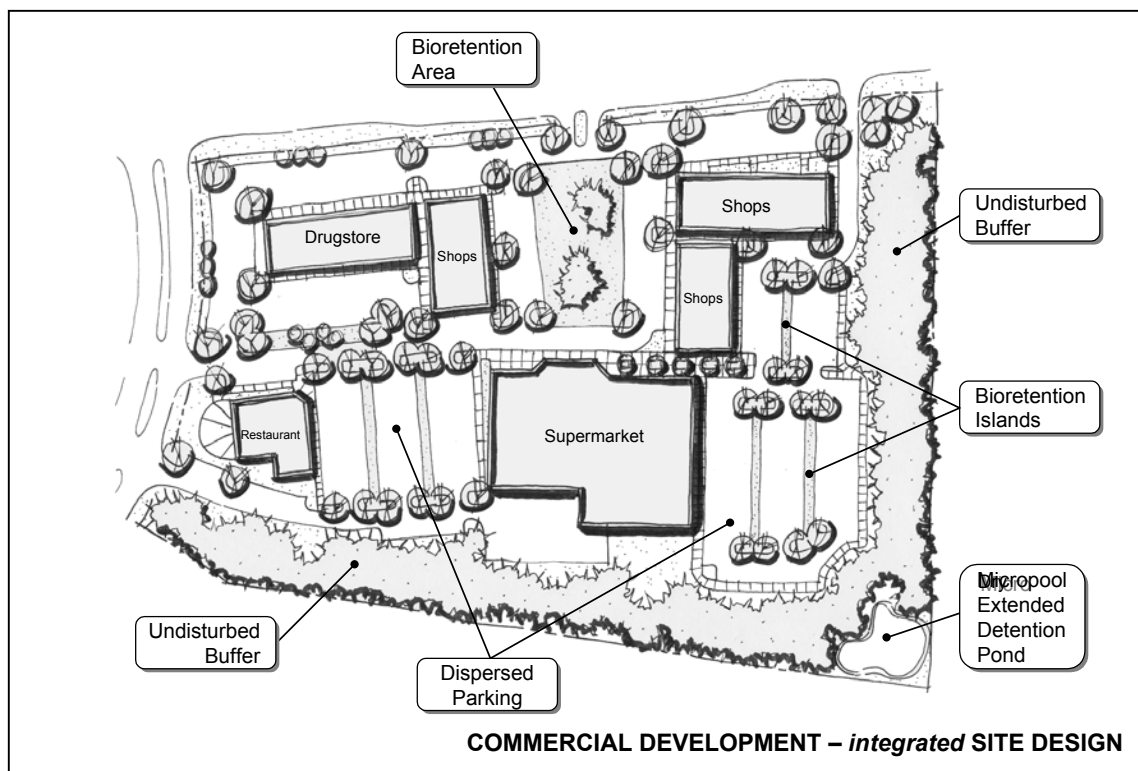 Bioretention
Area
Undisturbed
Buffer
Shops
Drugstore
Shops
Shops
Bioretention
Islands
Restaurant
Supermarket
Micropool
Extended
Detention
Pond
Undisturbed
Buffer
Dispersed
Parking
COMMERCIAL DEVELOPMENT – integrated SITE DESIGN